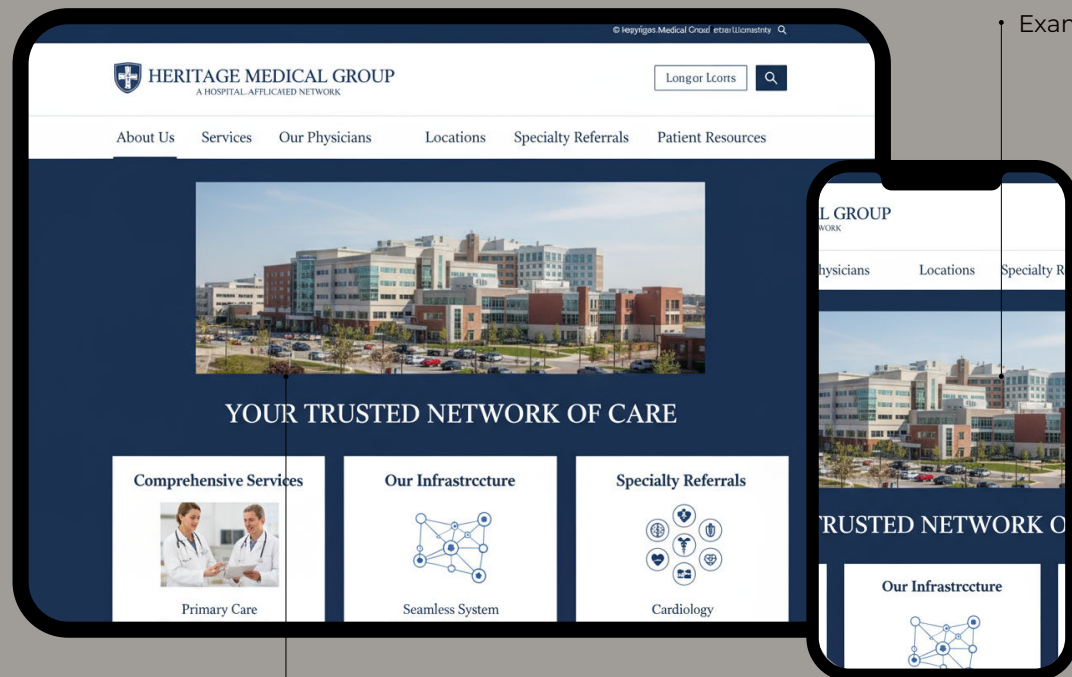 Exam
© Medical
HERITAGE MEDICAL GROUP
A HOSPITAL-AFFLICMED NETWORK
Longor Lcorts
About Us Services Our Physicians Locations Specialty Referrals Patient Resources
YOUR TRUSTED NETWORK OF CARE
Comprehensive Services Our Infrastrccture Specialty Referrals
Primary Care Seamless System Cardiology
L GROUP
WORK
hysicians Locations Specialty R
TRUSTED NETWORK O
Our Infrastrccture